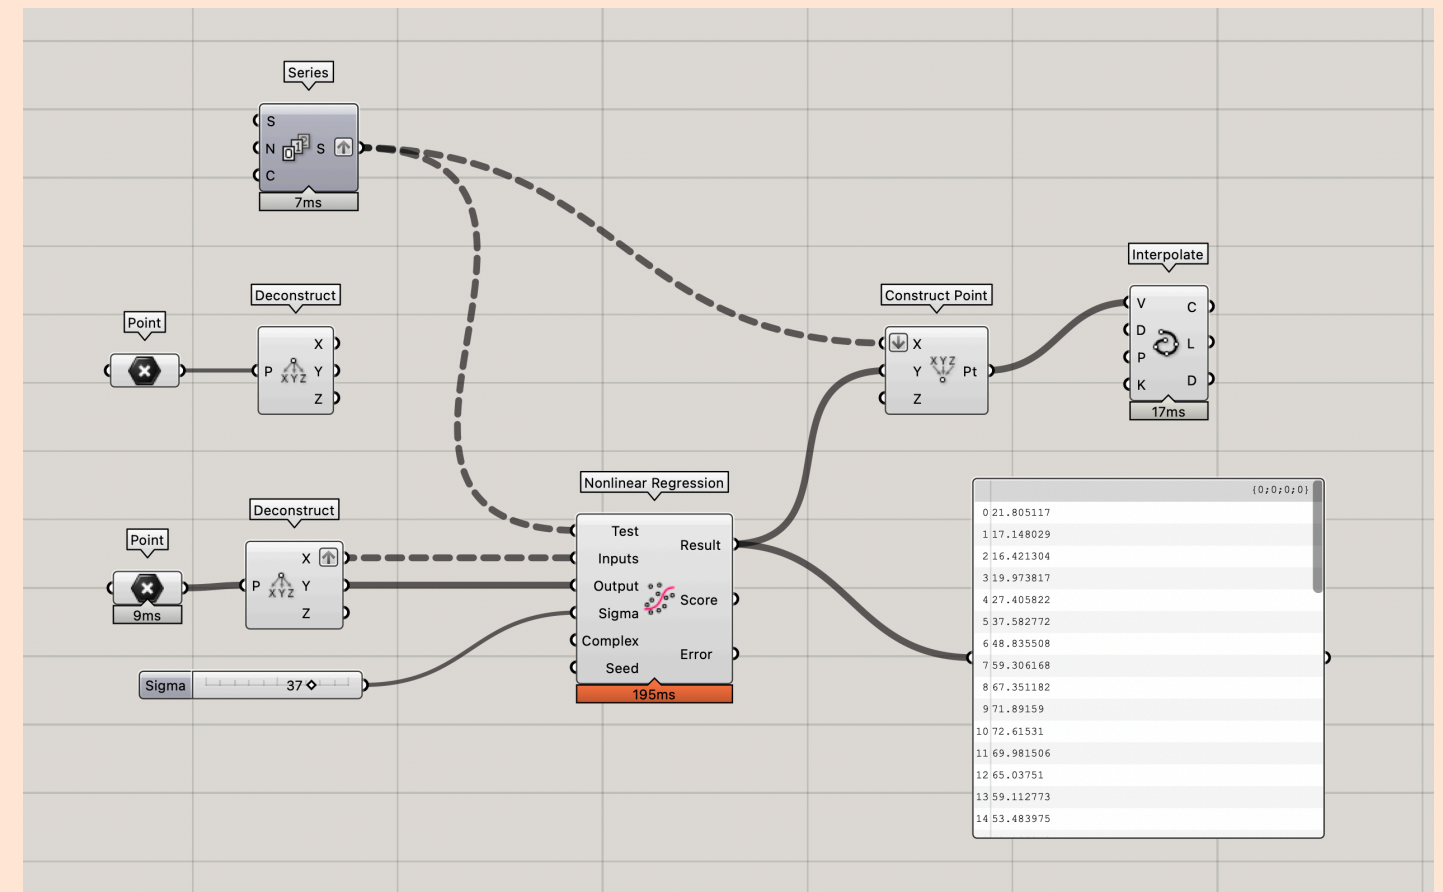 Series
S
N S
C
7ms
Deconstruct
Point
X
P Y
Z
XYZ
Interpolate
V C
D L
P
K D
17ms
Construct Point
X
Y Pt
Z
XYZ
Nonlinear Regression
Test
Inputs
Output
Sigma
Complex
Seed
Result
Score
Error
195ms
Deconstruct
Point
9ms
X
P Y
Z
XYZ
Sigma 37
{0;0;0;0}
0 21.805117
1 17.148029
2 16.421304
3 19.973817
4 27.405822
5 37.582772
6 48.835508
7 59.306168
8 67.351182
9 71.89159
10 72.61531
11 69.981506
12 65.03751
13 59.112773
14 53.483975